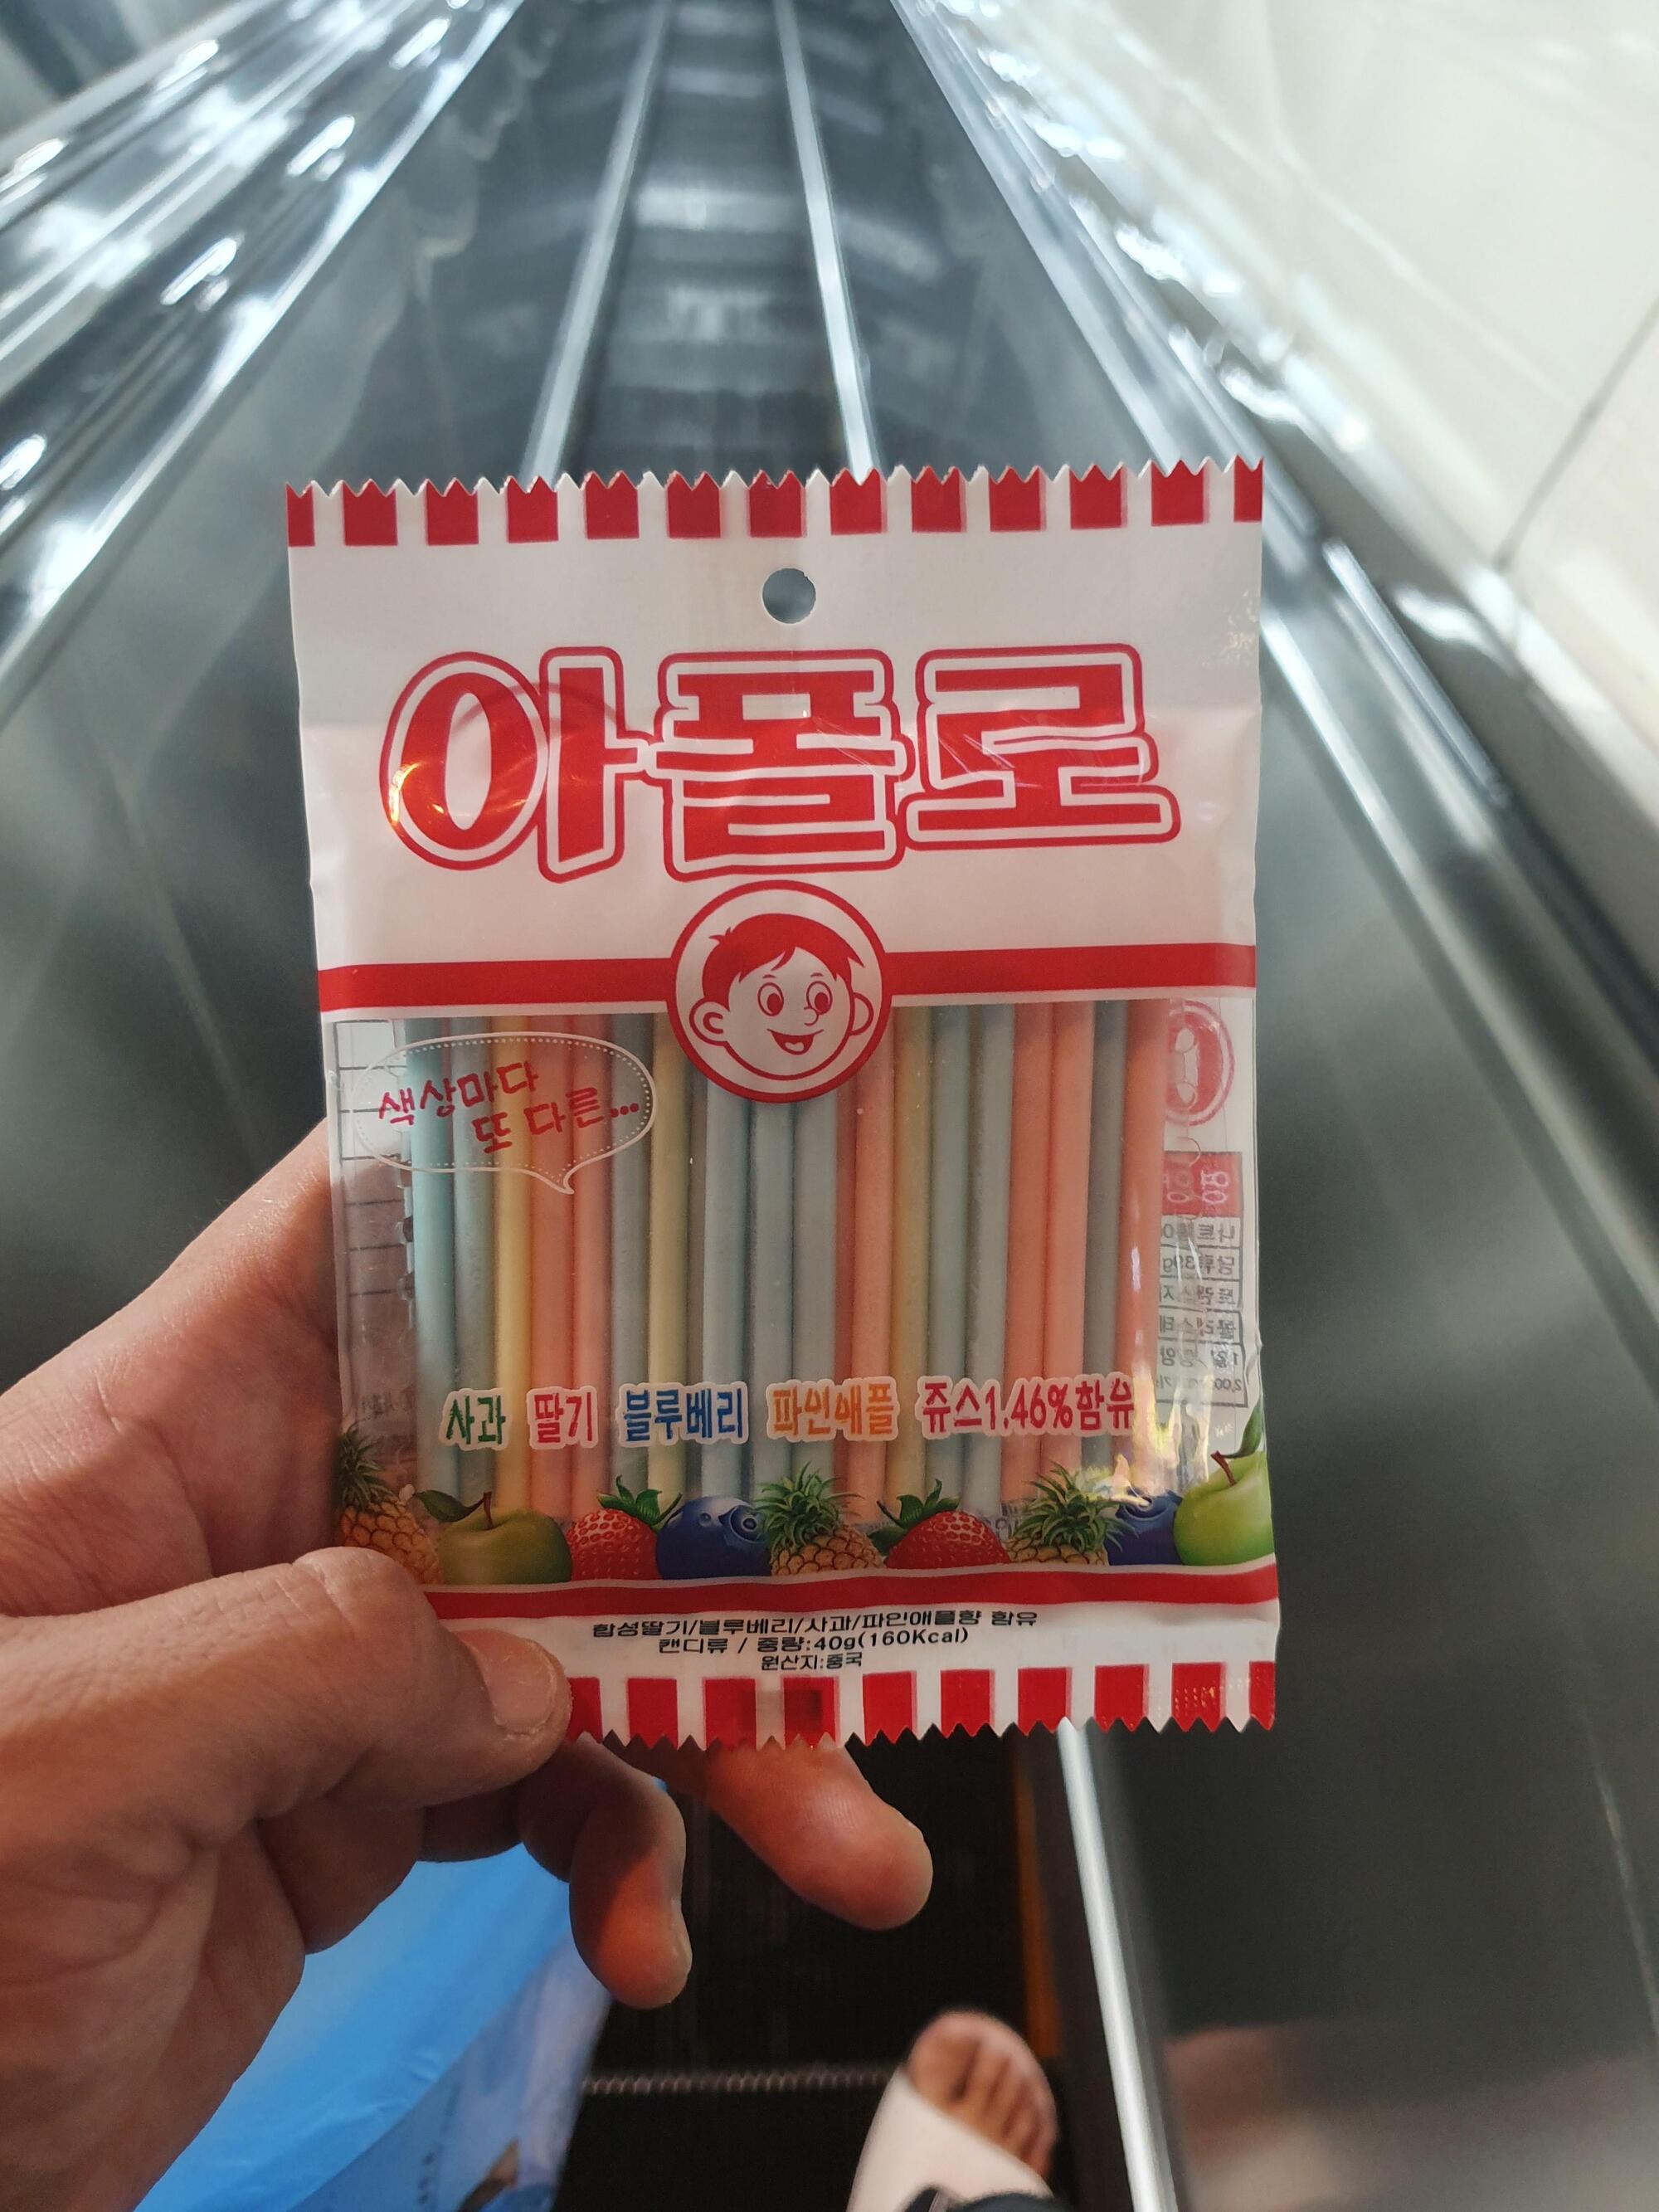 아폴로
색상마다
또 다른...
사과 딸기 블루베리 파인애플 쥬스1.46%함유
합성딸기/블루베리/사과/파인애플향 함유
캔디류 / 중량:40g(160Kcal)
원산지:중국